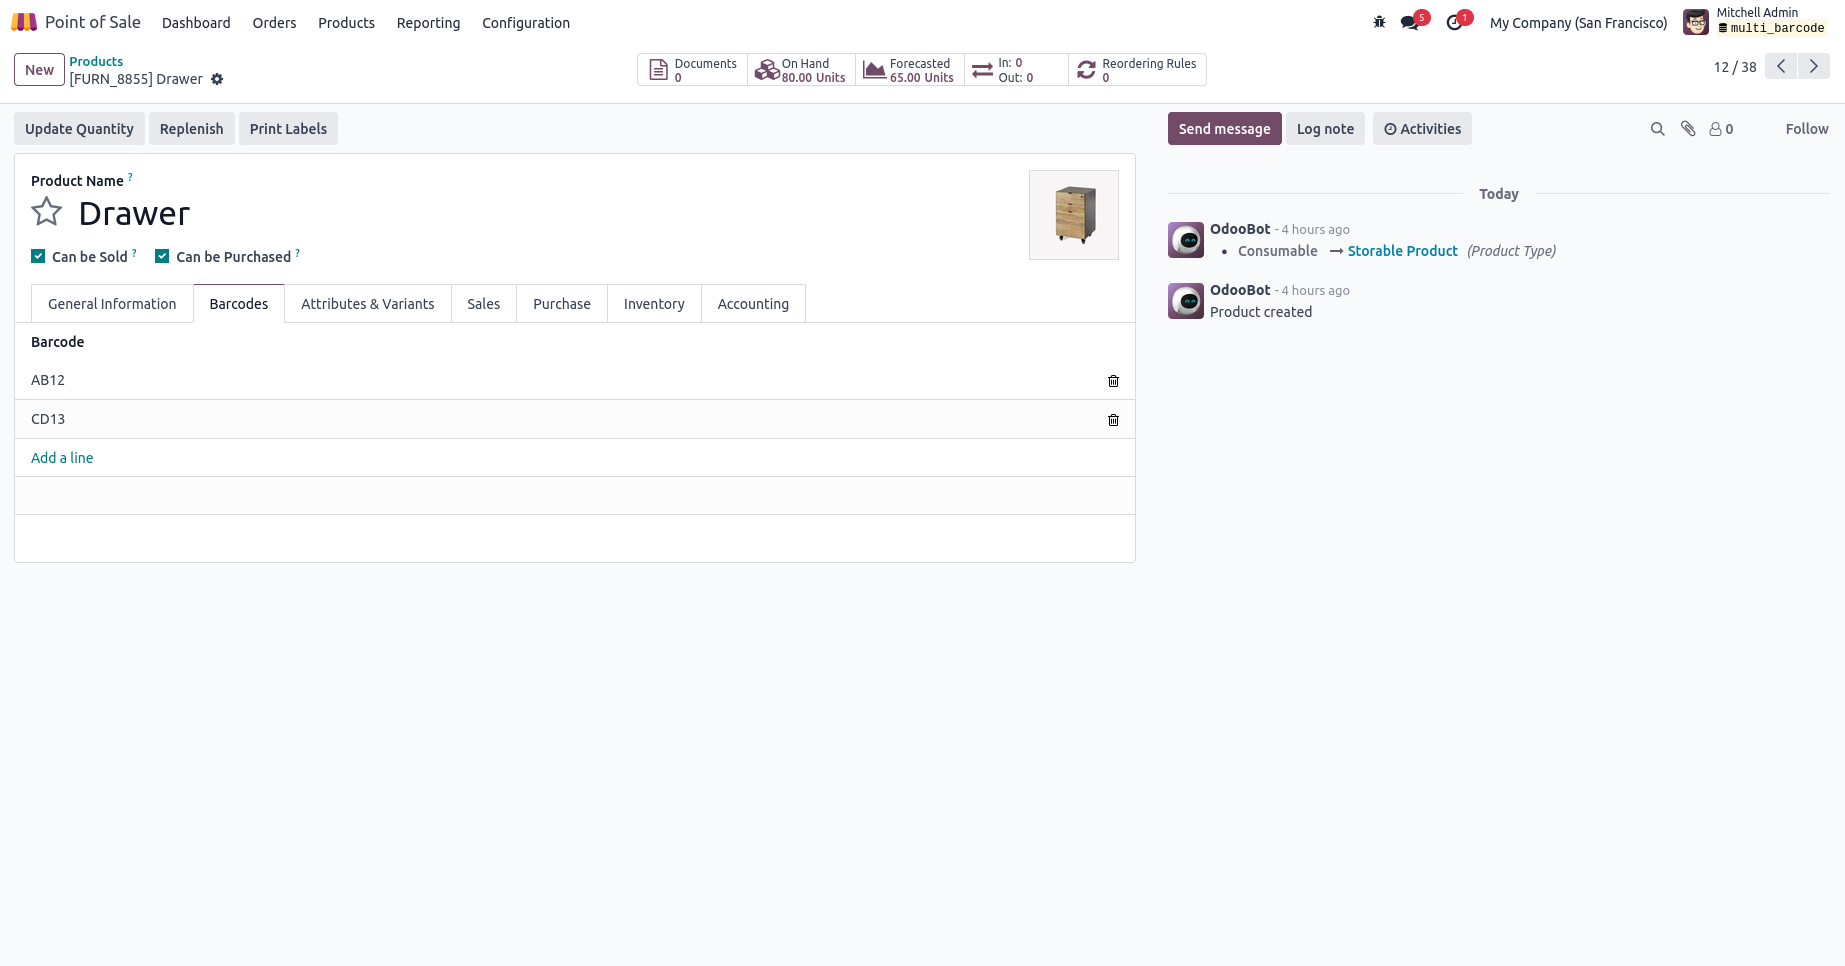 Point of Sale Dashboard Orders Products Reporting Configuration 5 1 My Company (San Francisco) Mitchell Admin
multi_barcode
New Products
[FURN_8855] Drawer
Documents
0
On Hand
80.00 Units
Forecasted
65.00 Units
In: 0
Out: 0
Reordering Rules
0
12 / 38
Update Quantity Replenish Print Labels
Send message Log note Activities 0 Follow
Product Name ?
Drawer
Can be Sold ? Can be Purchased ?
General Information Barcodes Attributes & Variants Sales Purchase Inventory Accounting
Barcode
AB12
CD13
Add a line
Today
OdooBot - 4 hours ago
• Consumable → Storable Product (Product Type)
OdooBot - 4 hours ago
Product created